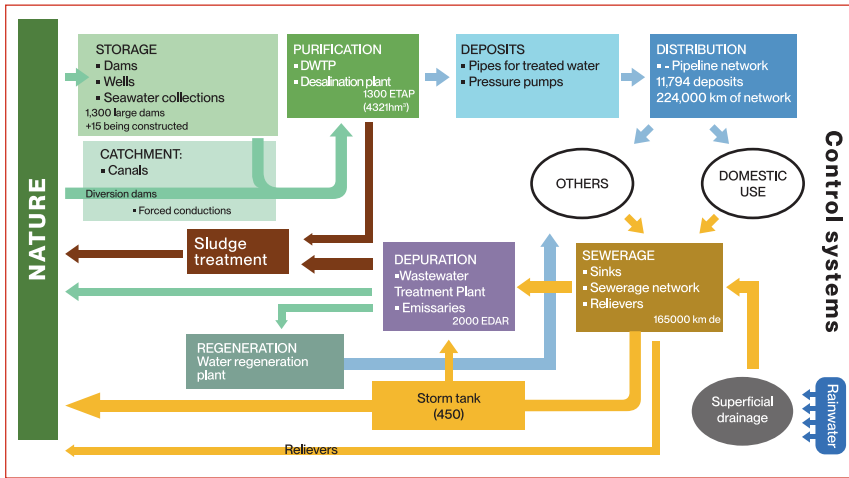 NATURE
STORAGE
▪ Dams
▪ Wells
▪ Seawater collections
1,300 large dams
+15 being constructed
CATCHMENT:
▪ Canals
Diversion dams
▪ Forced conductions
PURIFICATION
▪ DWTP
▪ Desalination plant
1300 ETAP
(4321hm³)
DEPOSITS
▪ Pipes for treated water
▪ Pressure pumps
DISTRIBUTION
▪ - Pipeline network
11,794 deposits
224,000 km of network
OTHERS
DOMESTIC
USE
Control systems
Sludge
treatment
DEPURATION
▪Wastewater
Treatment Plant
▪ Emissaries
2000 EDAR
SEWERAGE
▪ Sinks
▪ Sewerage network
▪ Relievers
165000 km de
REGENERATION
Water regeneration
plant
Storm tank
(450)
Superficial
drainage
Rainwater
Relievers